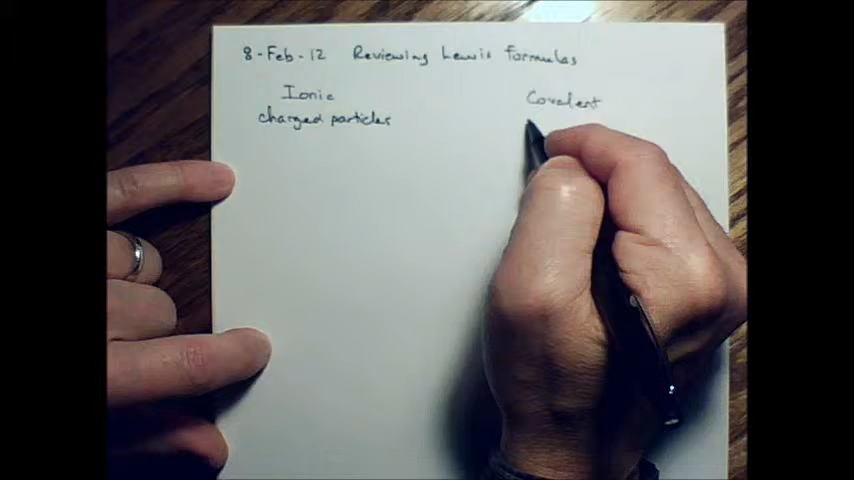 8-Feb-12 Reviewing Lewis Formulas
Ionic
charged particles
Covalent